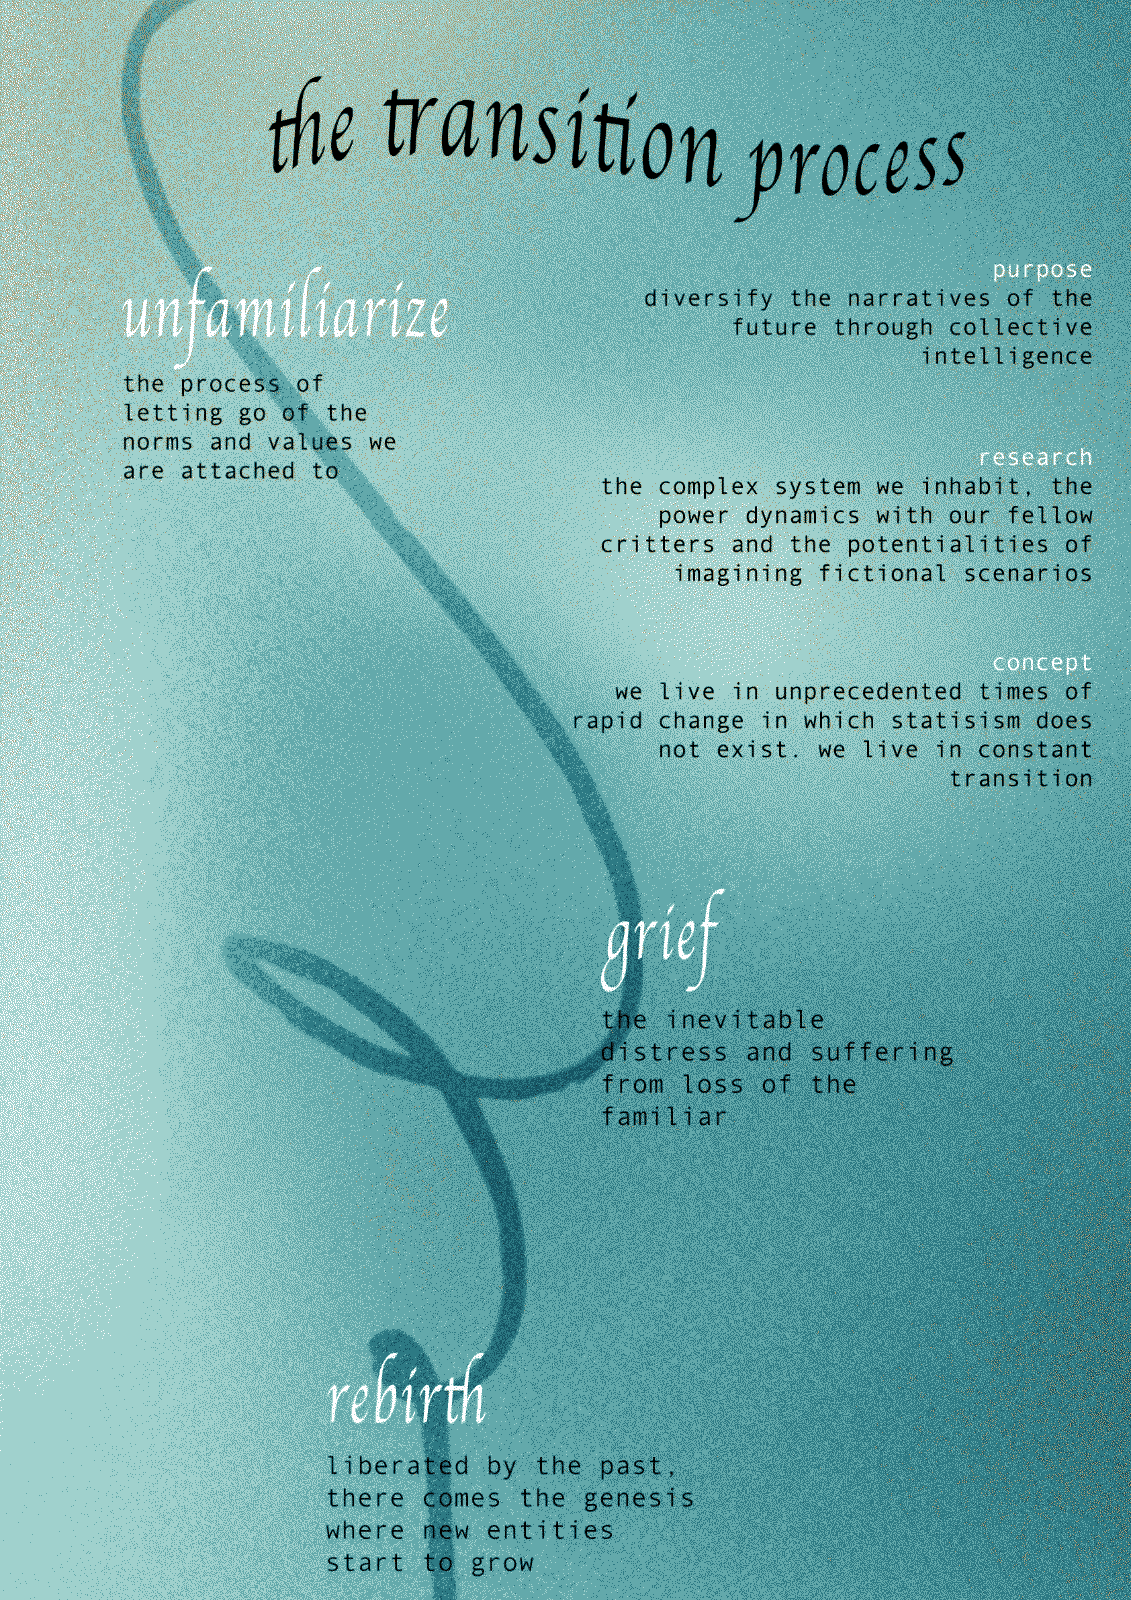 the transition process
unfamiliarize
the process of
letting go of the
norms and values we
are attached to
purpose
diversify the narratives of the
future through collective
intelligence
research
the complex system we inhabit, the
power dynamics with our fellow
critters and the potentialities of
imagining fictional scenarios
concept
we live in unprecedented times of
rapid change in which statisism does
not exist. we live in constant
transition
grief
the inevitable
distress and suffering
from loss of the
familiar
rebirth
liberated by the past,
there comes the genesis
where new entities
start to grow